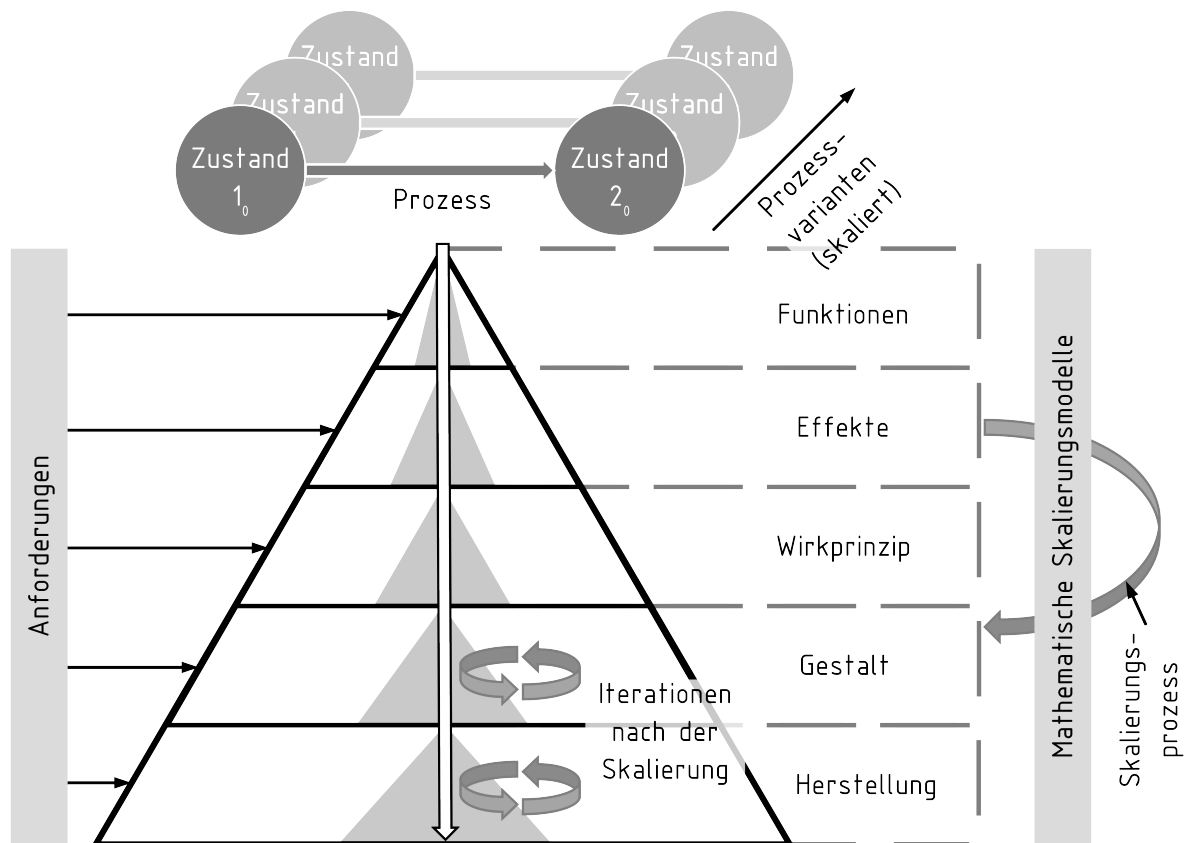 Zustand
Zustand
Zustand
Zustand
Zustand
1₀
Zustand
2₀
Prozess
Prozess-
varianten
(skaliert)
Anforderungen
Funktionen
Effekte
Wirkprinzip
Gestalt
Herstellung
Iterationen
nach der
Skalierung
Mathematische Skalierungsmodelle
Skalierungs-
prozess